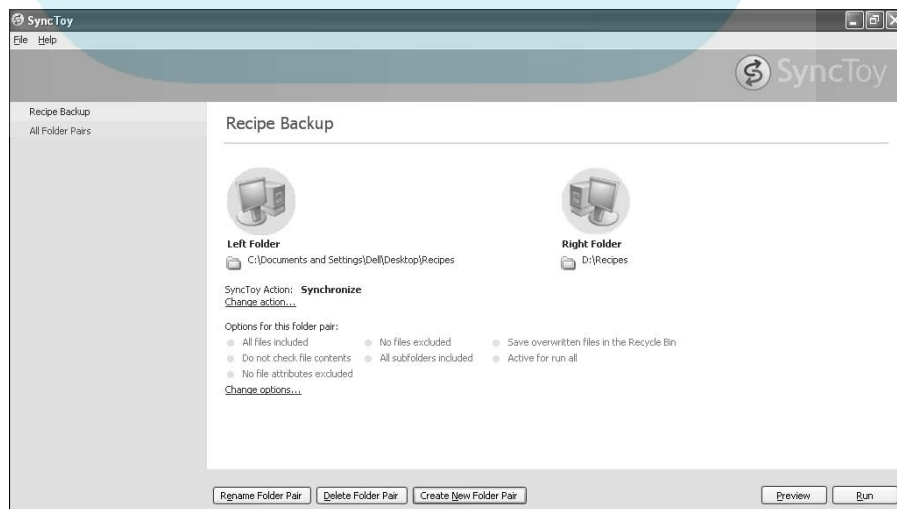 SyncToy
File Help
SyncToy
Recipe Backup
All Folder Pairs
Recipe Backup
Left Folder
C:\Documents and Settings\Dell\Desktop\Recipes
Right Folder
D:\Recipes
SyncToy Action: Synchronize
Change action...
Options for this folder pair:
All files included No files excluded Save overwritten files in the Recycle Bin
Do not check file contents All subfolders included Active for run all
No file attributes excluded
Change options...
Rename Folder Pair Delete Folder Pair Create New Folder Pair Preview Run